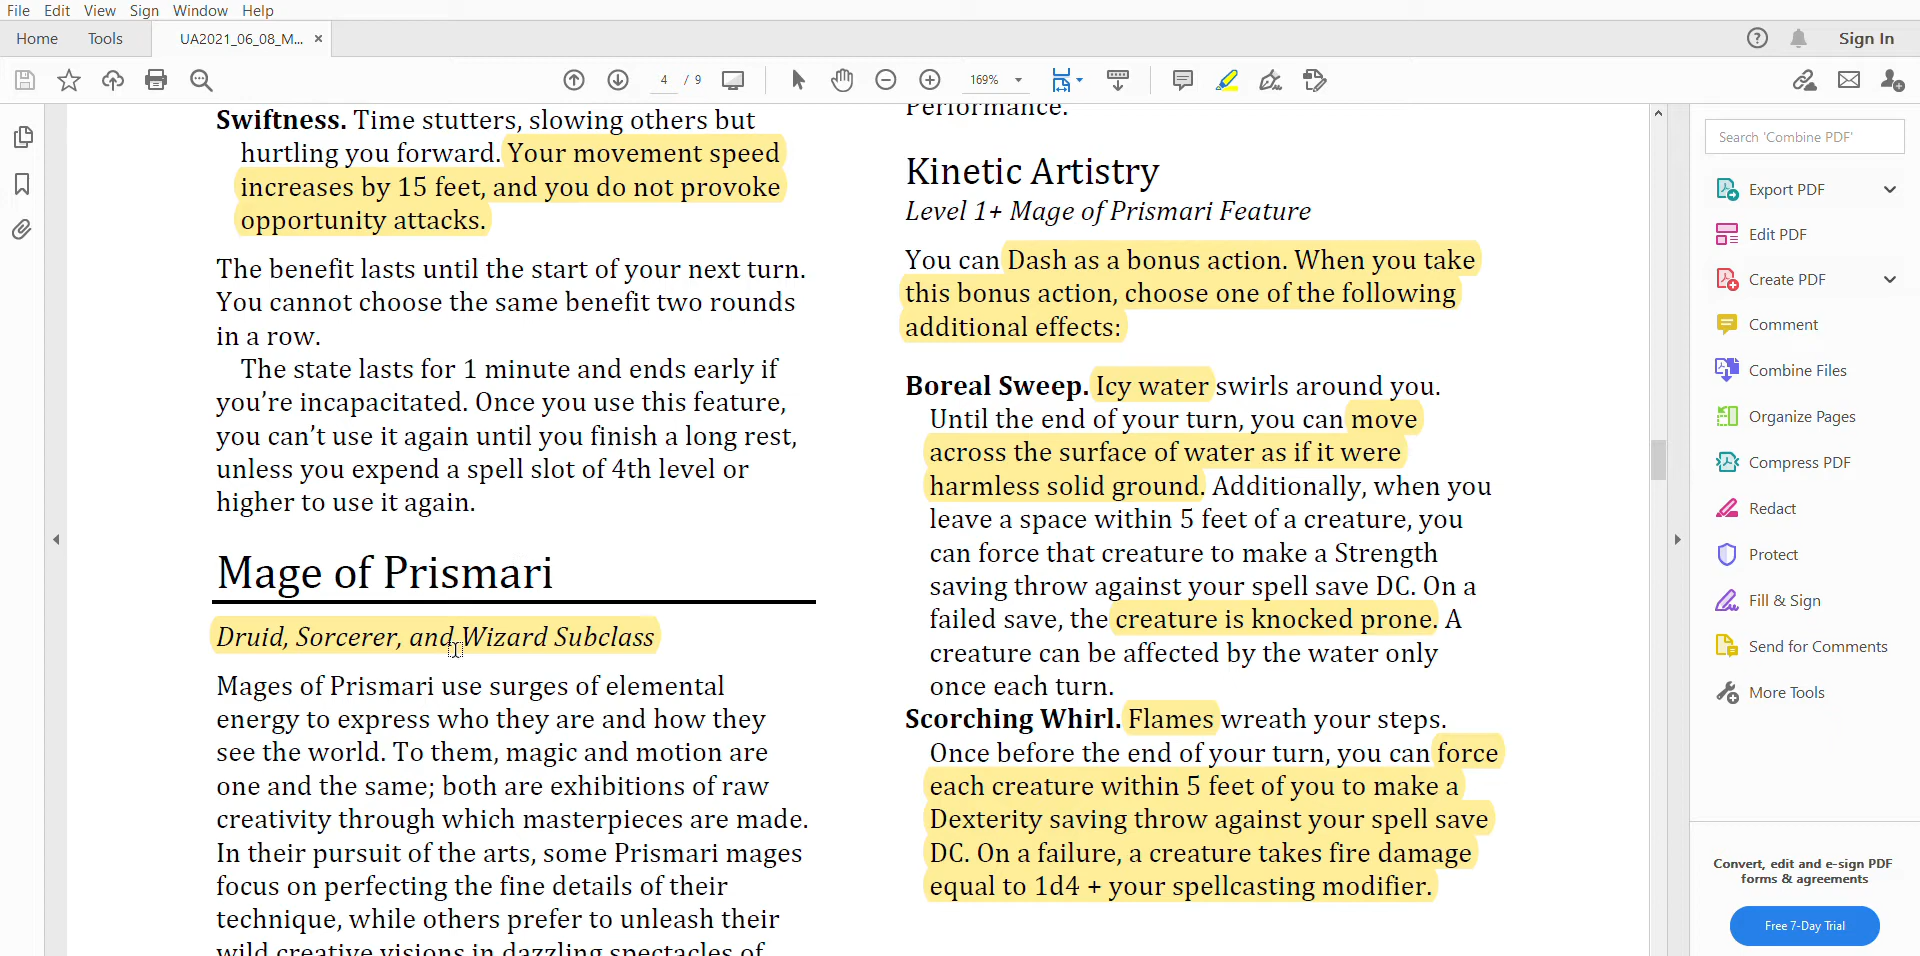 File Edit View Sign Window Help
Home Tools UA2021_06_08_M... × Sign In
4 / 9 169%
Swiftness. Time stutters, slowing others but
hurtling you forward. Your movement speed
increases by 15 feet, and you do not provoke
opportunity attacks.
The benefit lasts until the start of your next turn.
You cannot choose the same benefit two rounds
in a row.
The state lasts for 1 minute and ends early if
you're incapacitated. Once you use this feature,
you can't use it again until you finish a long rest,
unless you expend a spell slot of 4th level or
higher to use it again.
Mage of Prismari
Druid, Sorcerer, and Wizard Subclass
Mages of Prismari use surges of elemental
energy to express who they are and how they
see the world. To them, magic and motion are
one and the same; both are exhibitions of raw
creativity through which masterpieces are made.
In their pursuit of the arts, some Prismari mages
focus on perfecting the fine details of their
technique, while others prefer to unleash their
wild creative visions in dazzling spectacles of
Performance.
Kinetic Artistry
Level 1+ Mage of Prismari Feature
You can Dash as a bonus action. When you take
this bonus action, choose one of the following
additional effects:
Boreal Sweep. Icy water swirls around you.
Until the end of your turn, you can move
across the surface of water as if it were
harmless solid ground. Additionally, when you
leave a space within 5 feet of a creature, you
can force that creature to make a Strength
saving throw against your spell save DC. On a
failed save, the creature is knocked prone. A
creature can be affected by the water only
once each turn.
Scorching Whirl. Flames wreath your steps.
Once before the end of your turn, you can force
each creature within 5 feet of you to make a
Dexterity saving throw against your spell save
DC. On a failure, a creature takes fire damage
equal to 1d4 + your spellcasting modifier.
Search 'Combine PDF'
Export PDF
Edit PDF
Create PDF
Comment
Combine Files
Organize Pages
Compress PDF
Redact
Protect
Fill & Sign
Send for Comments
More Tools
Convert, edit and e-sign PDF
forms & agreements
Free 7-Day Trial